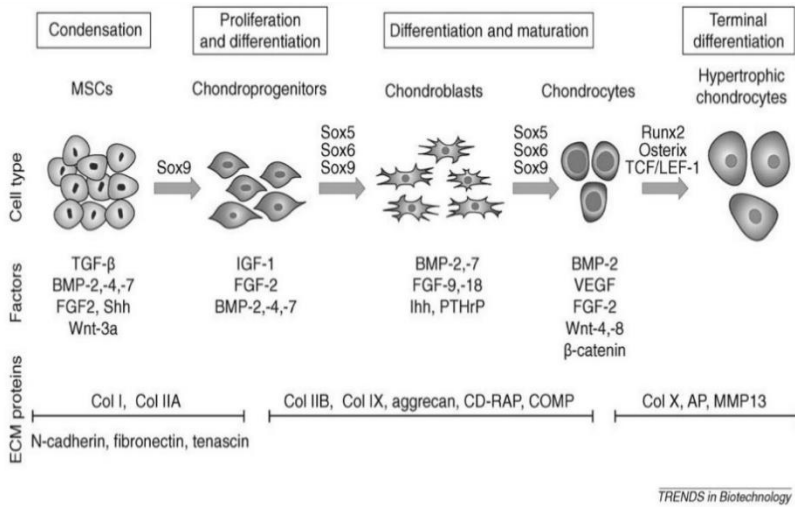 Condensation
Proliferation
and differentiation
Differentiation and maturation
Terminal
differentiation
MSCs
Chondroprogenitors
Chondroblasts
Chondrocytes
Hypertrophic
chondrocytes
Cell type
Sox9
Sox5
Sox6
Sox9
Sox5
Sox6
Sox9
Runx2
Osterix
TCF/LEF-1
Factors
TGF-β
BMP-2,-4,-7
FGF2, Shh
Wnt-3a
IGF-1
FGF-2
BMP-2,-4,-7
BMP-2,-7
FGF-9,-18
Ihh, PTHrP
BMP-2
VEGF
FGF-2
Wnt-4,-8
β-catenin
ECM proteins
Col I, Col IIA
N-cadherin, fibronectin, tenascin
Col IIB, Col IX, aggrecan, CD-RAP, COMP
Col X, AP, MMP13
TRENDS in Biotechnology